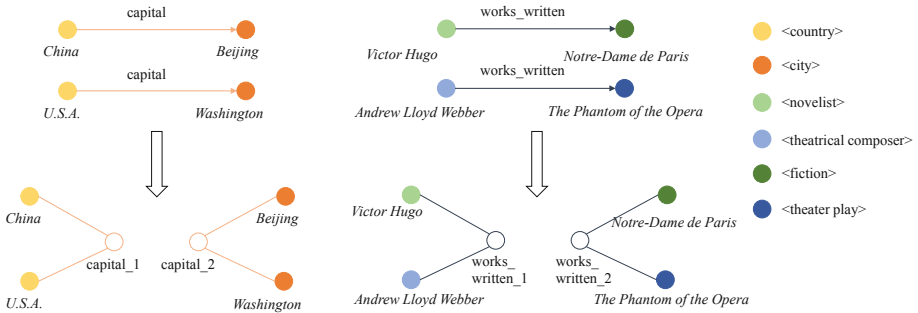 capital
China
Beijing
capital
U.S.A.
Washington
works_written
Victor Hugo
Notre-Dame de Paris
works_written
Andrew Lloyd Webber
The Phantom of the Opera
<country>
<city>
<novelist>
<theatrical composer>
<fiction>
<theater play>
China
Beijing
capital_1
capital_2
U.S.A.
Washington
Victor Hugo
Notre-Dame de Paris
works_
written_1
works_
written_2
Andrew Lloyd Webber
The Phantom of the Opera